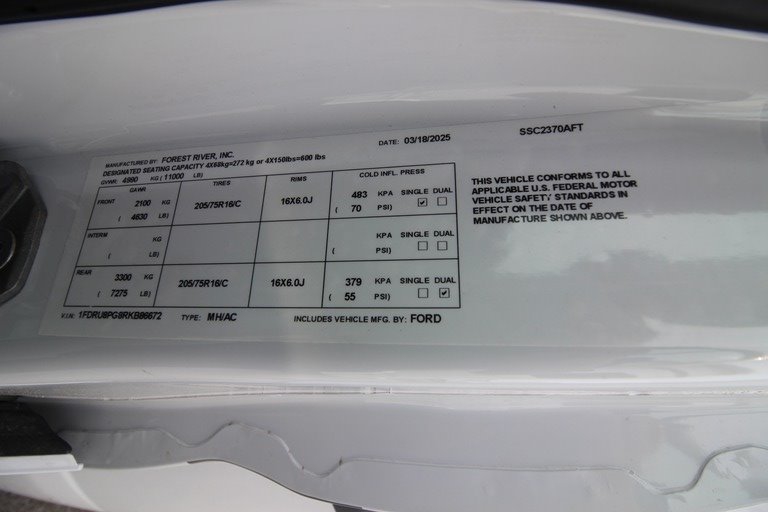 DATE: 03/18/2025 SSC2370AFT
MANUFACTURED BY: FOREST RIVER, INC.
DESIGNATED SEATING CAPACITY 4X68kg=272 kg or 4X150lbs=600 lbs
GVWR: 4990 KG ( 11000 LB)
GAWR TIRES RIMS COLD INFL. PRESS
FRONT 2100 KG 205/75R16/C 16X6.0J 483 KPA SINGLE DUAL
( 4630 LB) ( 70 PSI) ☑ ☐
INTERM KG KPA SINGLE DUAL
( LB) ( PSI) ☐ ☐
REAR 3300 KG 205/75R16/C 16X6.0J 379 KPA SINGLE DUAL
( 7275 LB) ( 55 PSI) ☐ ☑
V.I.N: 1FDRU8PG9RKB86672 TYPE: MH/AC INCLUDES VEHICLE MFG. BY: FORD
THIS VEHICLE CONFORMS TO ALL
APPLICABLE U.S. FEDERAL MOTOR
VEHICLE SAFETY STANDARDS IN
EFFECT ON THE DATE OF
MANUFACTURE SHOWN ABOVE.